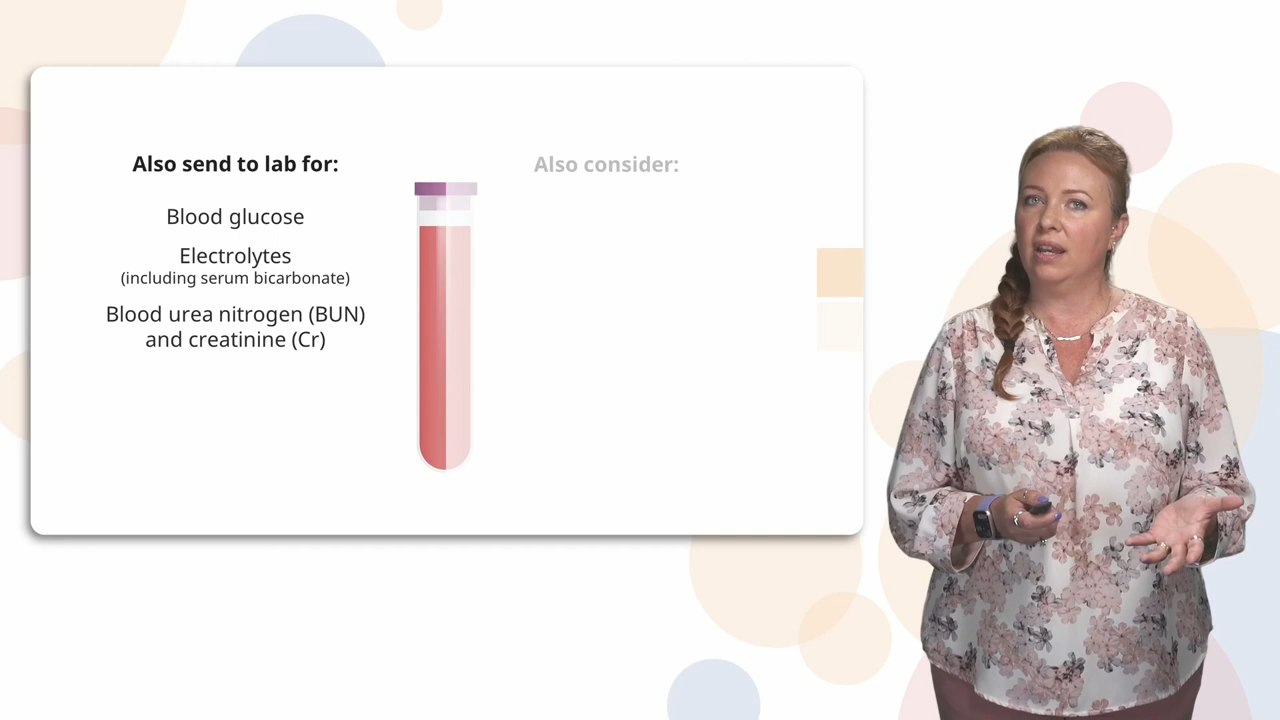 Also send to lab for:
Blood glucose
Electrolytes
(including serum bicarbonate)
Blood urea nitrogen (BUN)
and creatinine (Cr)
Also consider: